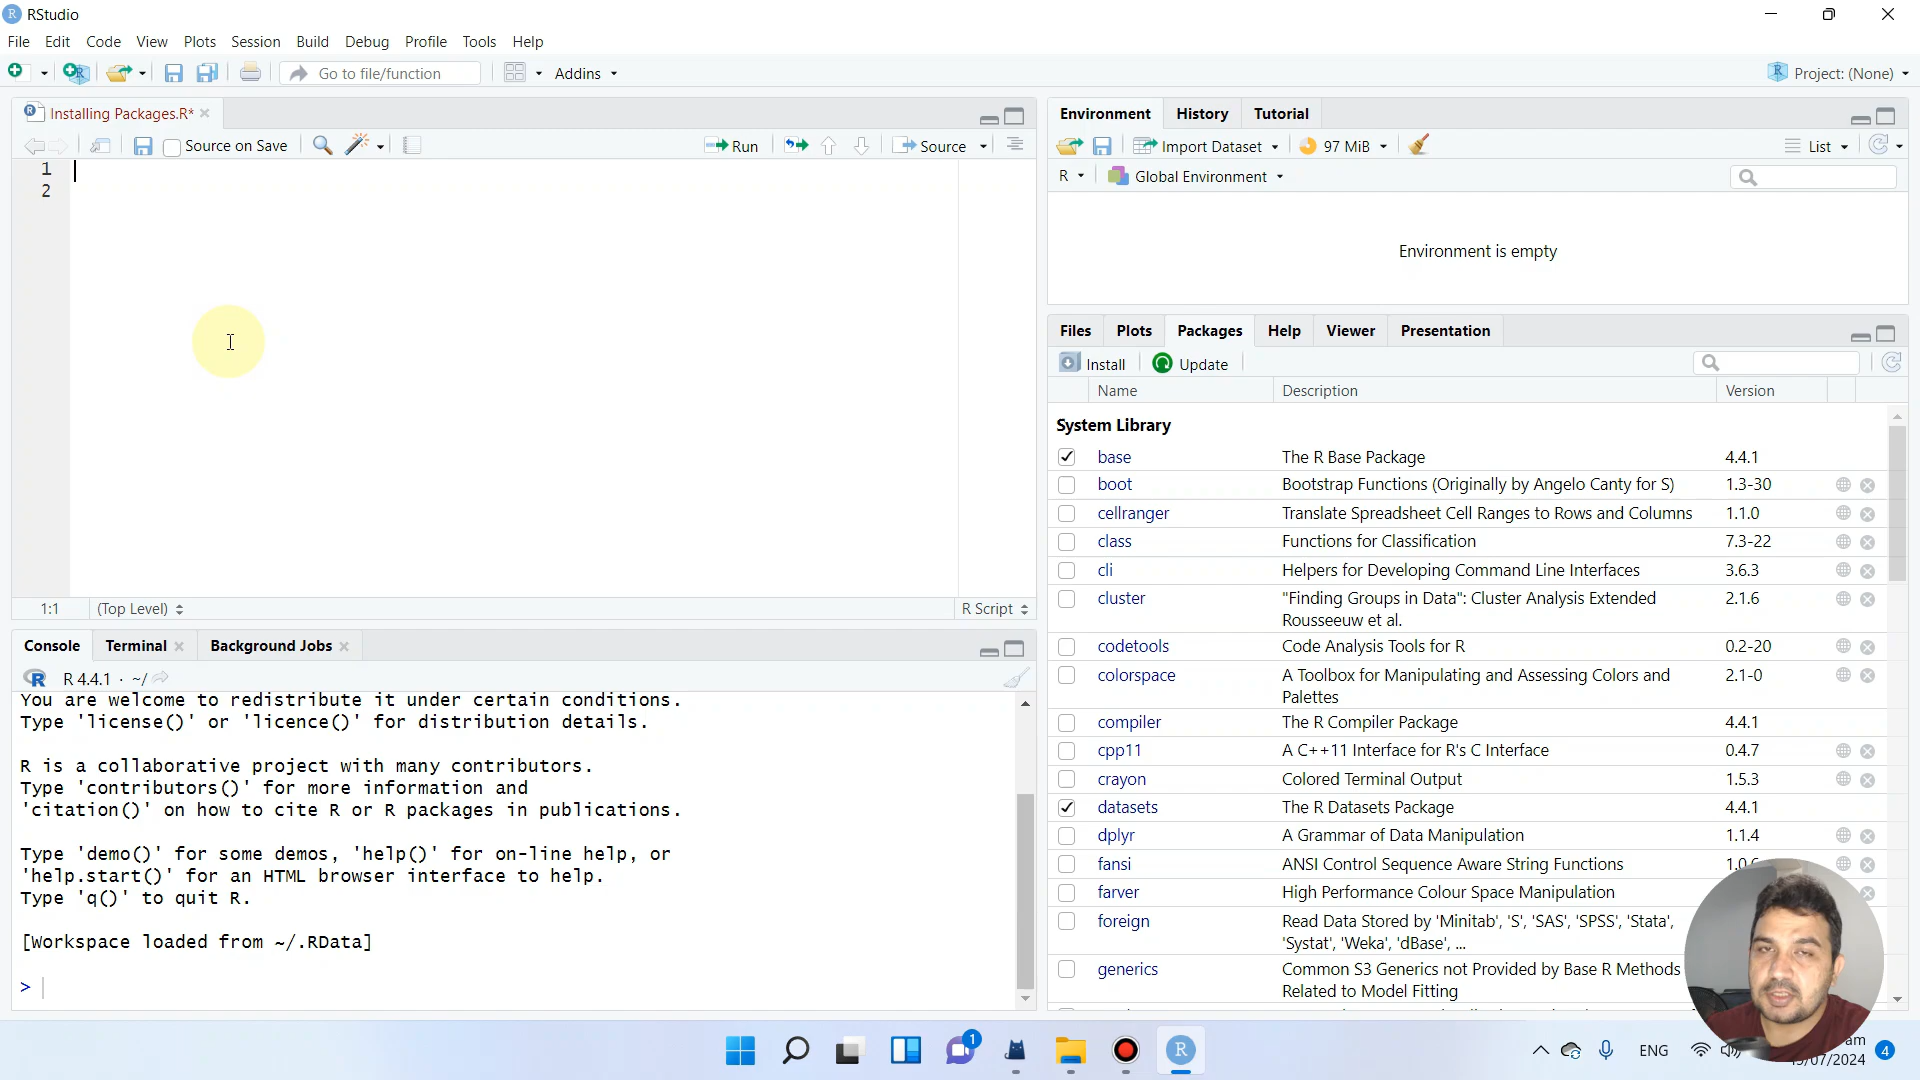 RStudio
File Edit Code View Plots Session Build Debug Profile Tools Help
Go to file/function Addins Project: (None)
Installing Packages.R*
Source on Save Run Source
1
2
1:1 (Top Level) R Script
Console Terminal Background Jobs
R 4.4.1 · ~/
You are welcome to redistribute it under certain conditions.
Type 'license()' or 'licence()' for distribution details.
R is a collaborative project with many contributors.
Type 'contributors()' for more information and
'citation()' on how to cite R or R packages in publications.
Type 'demo()' for some demos, 'help()' for on-line help, or
'help.start()' for an HTML browser interface to help.
Type 'q()' to quit R.
[Workspace loaded from ~/.RData]
>
Environment History Tutorial
Import Dataset 97 MiB List
R Global Environment
Environment is empty
Files Plots Packages Help Viewer Presentation
Install Update
Name Description Version
System Library
base The R Base Package 4.4.1
boot Bootstrap Functions (Originally by Angelo Canty for S) 1.3-30
cellranger Translate Spreadsheet Cell Ranges to Rows and Columns 1.1.0
class Functions for Classification 7.3-22
cli Helpers for Developing Command Line Interfaces 3.6.3
cluster "Finding Groups in Data": Cluster Analysis Extended 2.1.6
Rousseeuw et al.
codetools Code Analysis Tools for R 0.2-20
colorspace A Toolbox for Manipulating and Assessing Colors and 2.1-0
Palettes
compiler The R Compiler Package 4.4.1
cpp11 A C++11 Interface for R's C Interface 0.4.7
crayon Colored Terminal Output 1.5.3
datasets The R Datasets Package 4.4.1
dplyr A Grammar of Data Manipulation 1.1.4
fansi ANSI Control Sequence Aware String Functions
farver High Performance Colour Space Manipulation
foreign Read Data Stored by 'Minitab', 'S', 'SAS', 'SPSS', 'Stata',
'Systat', 'Weka', 'dBase', ...
generics Common S3 Generics not Provided by Base R Methods
Related to Model Fitting
1 ENG am
/07/2024 4